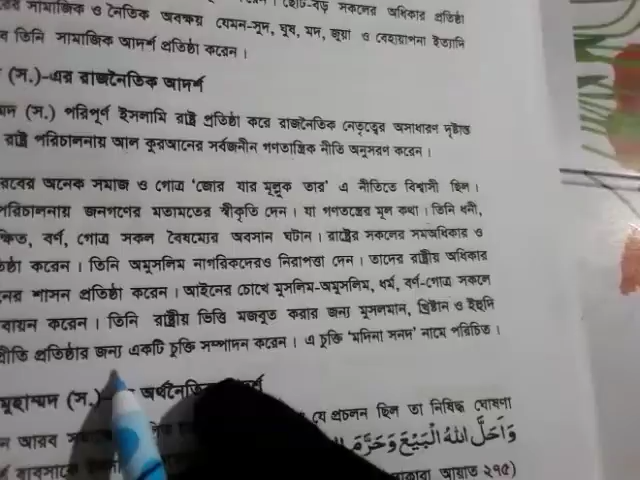 সামাজিক ও নৈতিক অবক্ষয় যেমন-সুদ, ঘুষ, মদ, জুয়া ও বেহায়াপনা ইত্যাদি
তিনি সামাজিক আদর্শ প্রতিষ্ঠা করেন।
(স.)-এর রাজনৈতিক আদর্শ
(স.) পরিপূর্ণ ইসলামি রাষ্ট্র প্রতিষ্ঠা করে রাজনৈতিক নেতৃত্বের অসাধারণ দৃষ্টান্ত
রাষ্ট্র পরিচালনায় আল কুরআনের সর্বজনীন গণতান্ত্রিক নীতি অনুসরণ করেন।
অনেক সমাজ ও গোত্র 'জোর যার মুলুক তার' এ নীতিতে বিশ্বাসী ছিল।
পরিচালনায় জনগণের মতামতের স্বীকৃতি দেন। যা গণতন্ত্রের মূল কথা। তিনি ধনী,
বর্ণ, গোত্র সকল বৈষম্যের অবসান ঘটান। রাষ্ট্রের সকলের সমঅধিকার ও
করেন। তিনি অমুসলিম নাগরিকদেরও নিরাপত্তা দেন। তাদের রাষ্ট্রীয় অধিকার
শাসন প্রতিষ্ঠা করেন। আইনের চোখে মুসলিম-অমুসলিম, ধর্ম, বর্ণ-গোত্র সকলে
করেন। তিনি রাষ্ট্রীয় ভিত্তি মজবুত করার জন্য মুসলমান, খ্রিষ্টান ও ইহুদি
প্রতিষ্ঠার জন্য একটি চুক্তি সম্পাদন করেন। এ চুক্তি 'মদিনা সনদ' নামে পরিচিত।
মুহাম্মদ (স.)
যে প্রচলন ছিল তা নিষিদ্ধ ঘোষণা
আরব
وَاَحَلَّ اللّٰهُ الْبَيْعَ وَحَرَّمَ
আয়াত ২৭৫)